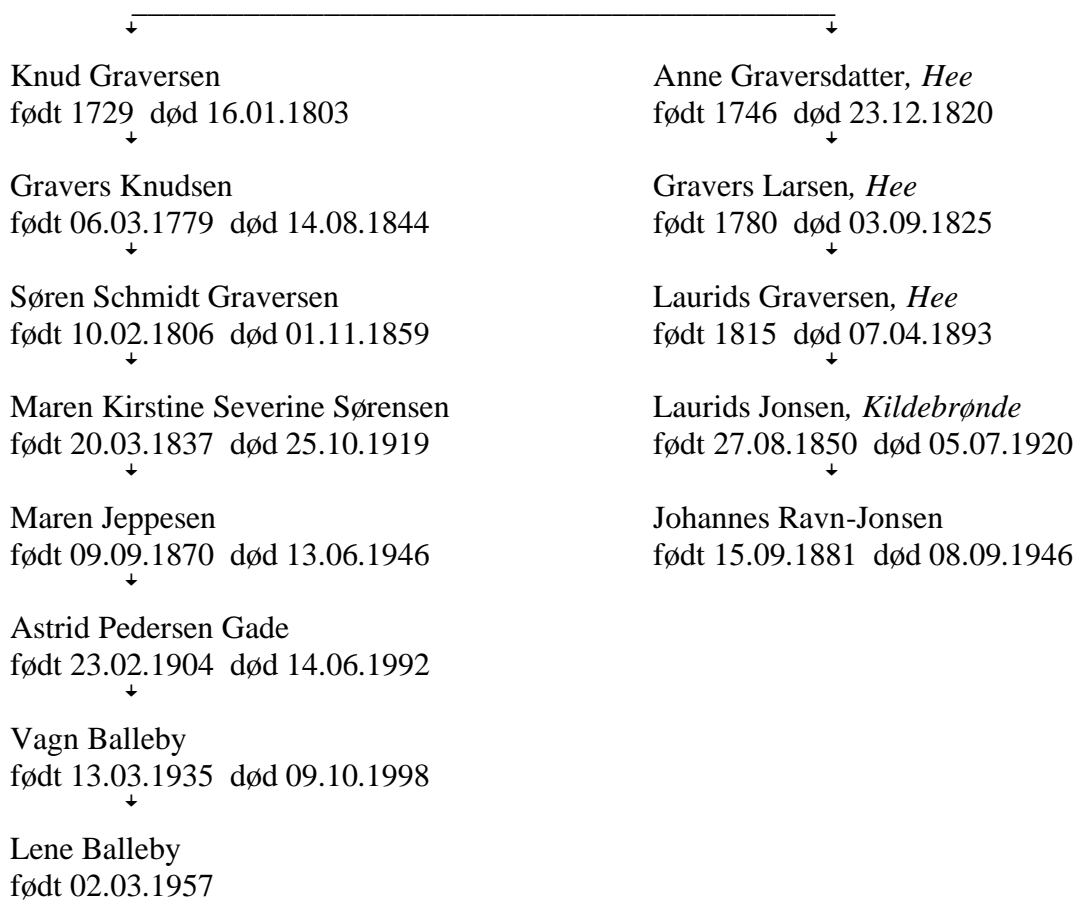 Knud Graversen
født 1729 død 16.01.1803
Gravers Knudsen
født 06.03.1779 død 14.08.1844
Søren Schmidt Graversen
født 10.02.1806 død 01.11.1859
Maren Kirstine Severine Sørensen
født 20.03.1837 død 25.10.1919
Maren Jeppesen
født 09.09.1870 død 13.06.1946
Astrid Pedersen Gade
født 23.02.1904 død 14.06.1992
Vagn Balleby
født 13.03.1935 død 09.10.1998
Lene Balleby
født 02.03.1957
Anne Graversdatter, Hee
født 1746 død 23.12.1820
Gravers Larsen, Hee
født 1780 død 03.09.1825
Laurids Graversen, Hee
født 1815 død 07.04.1893
Laurids Jonsen, Kildebrønde
født 27.08.1850 død 05.07.1920
Johannes Ravn-Jonsen
født 15.09.1881 død 08.09.1946